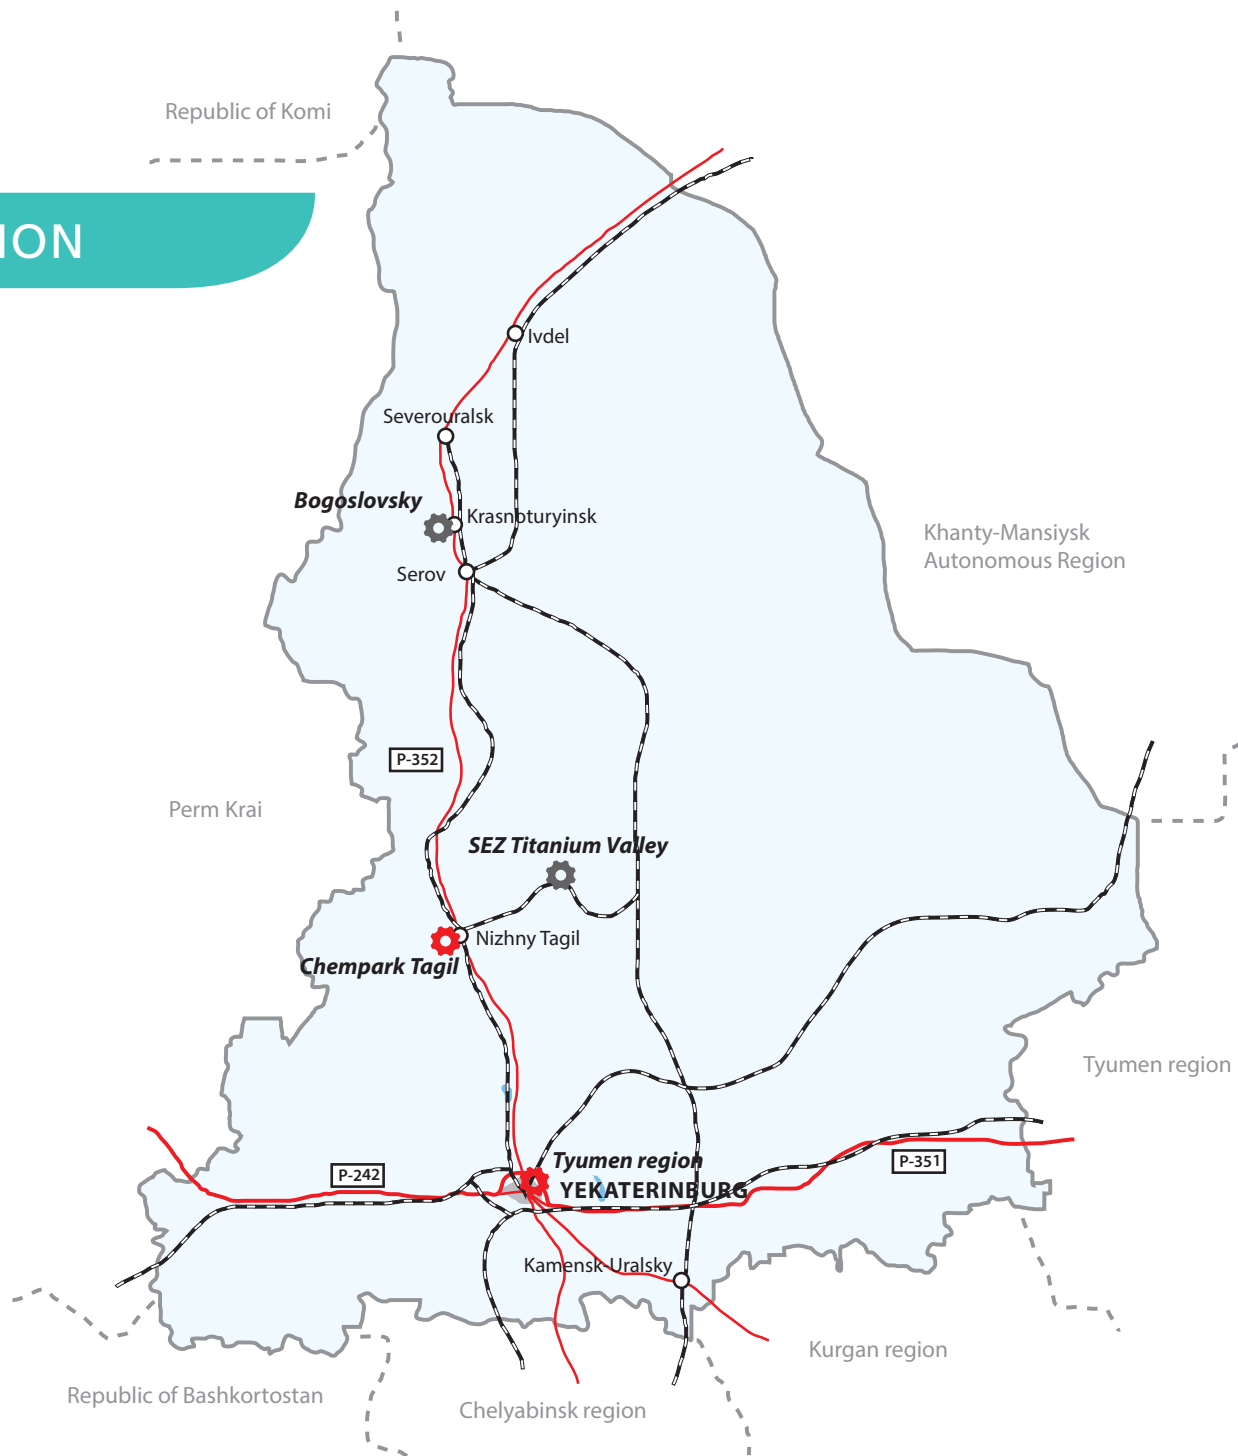 Republic of Komi
ION
Ivdel
Severouralsk
Bogoslovsky
Krasnoturyinsk
Khanty-Mansiysk
Autonomous Region
Serov
P-352
Perm Krai
SEZ Titanium Valley
Nizhny Tagil
Chempark Tagil
Tyumen region
Tyumen region
P-351
P-242
YEKATERINBURG
Kamensk-Uralsky
Kurgan region
Republic of Bashkortostan
Chelyabinsk region